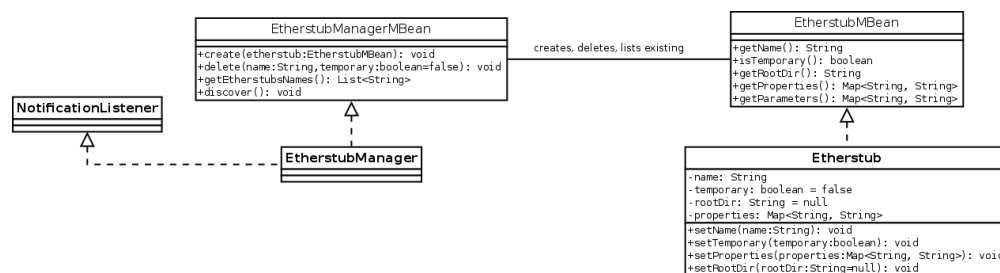 EtherstubManagerMBean
+create(etherstub:EtherstubMBean): void
+delete(name:String,temporary:boolean=false): void
+getEtherstubsNames(): List<String>
+discover(): void
creates, deletes, lists existing
EtherstubMBean
+getName(): String
+isTemporary(): boolean
+getRootDir(): String
+getProperties(): Map<String, String>
+getParameters(): Map<String, String>
NotificationListener
EtherstubManager
Etherstub
-name: String
-temporary: boolean = false
-rootDir: String = null
-properties: Map<String, String>
+setName(name:String): void
+setTemporary(temporary:boolean): void
+setProperties(properties:Map<String, String>): void
+setRootDir(rootDir:String=null): void